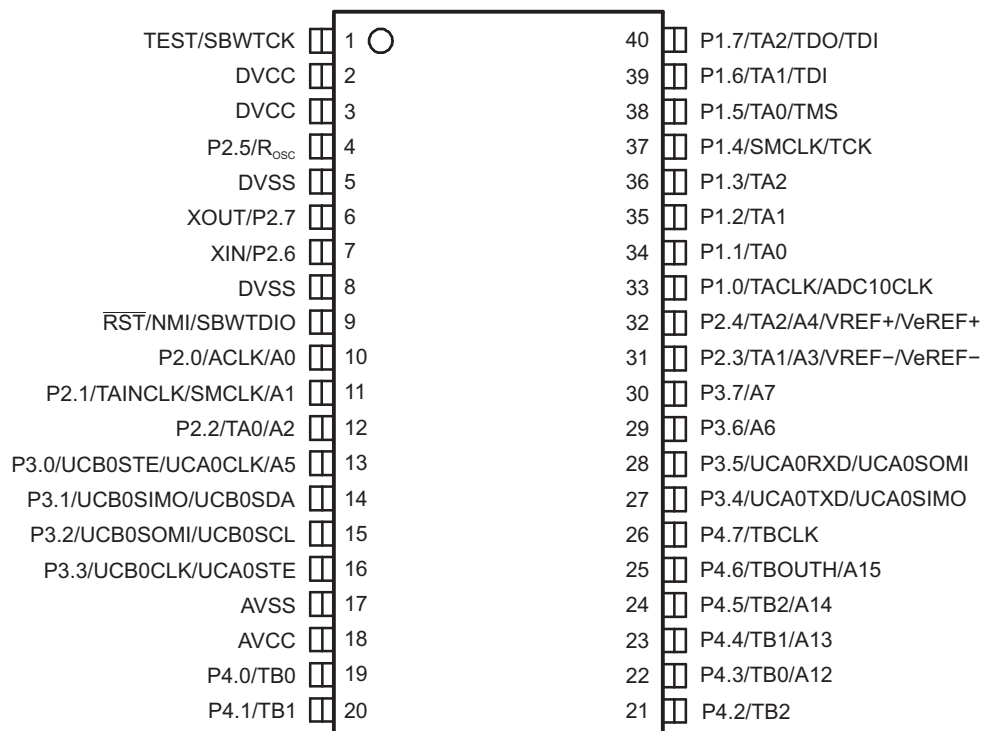 TEST/SBWTCK 1 40 P1.7/TA2/TDO/TDI
DVCC 2 39 P1.6/TA1/TDI
DVCC 3 38 P1.5/TA0/TMS
P2.5/ROSC 4 37 P1.4/SMCLK/TCK
DVSS 5 36 P1.3/TA2
XOUT/P2.7 6 35 P1.2/TA1
XIN/P2.6 7 34 P1.1/TA0
DVSS 8 33 P1.0/TACLK/ADC10CLK
RST/NMI/SBWTDIO 9 32 P2.4/TA2/A4/VREF+/VeREF+
P2.0/ACLK/A0 10 31 P2.3/TA1/A3/VREF−/VeREF−
P2.1/TAINCLK/SMCLK/A1 11 30 P3.7/A7
P2.2/TA0/A2 12 29 P3.6/A6
P3.0/UCB0STE/UCA0CLK/A5 13 28 P3.5/UCA0RXD/UCA0SOMI
P3.1/UCB0SIMO/UCB0SDA 14 27 P3.4/UCA0TXD/UCA0SIMO
P3.2/UCB0SOMI/UCB0SCL 15 26 P4.7/TBCLK
P3.3/UCB0CLK/UCA0STE 16 25 P4.6/TBOUTH/A15
AVSS 17 24 P4.5/TB2/A14
AVCC 18 23 P4.4/TB1/A13
P4.0/TB0 19 22 P4.3/TB0/A12
P4.1/TB1 20 21 P4.2/TB2